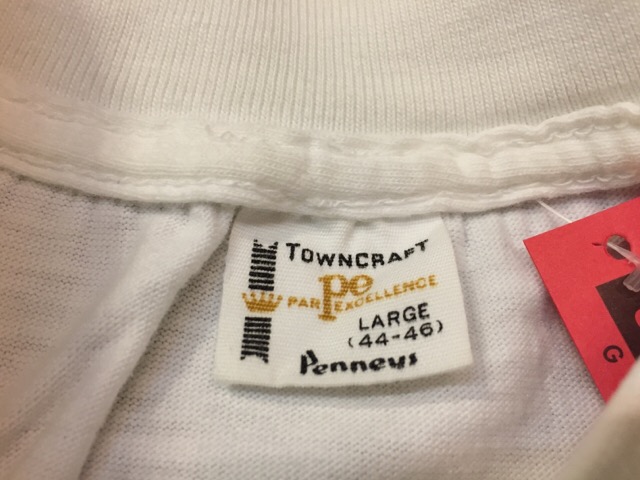 TOWNCRAFT
pe
PAR EXCELLENCE
LARGE
(44-46)
Penneys
G